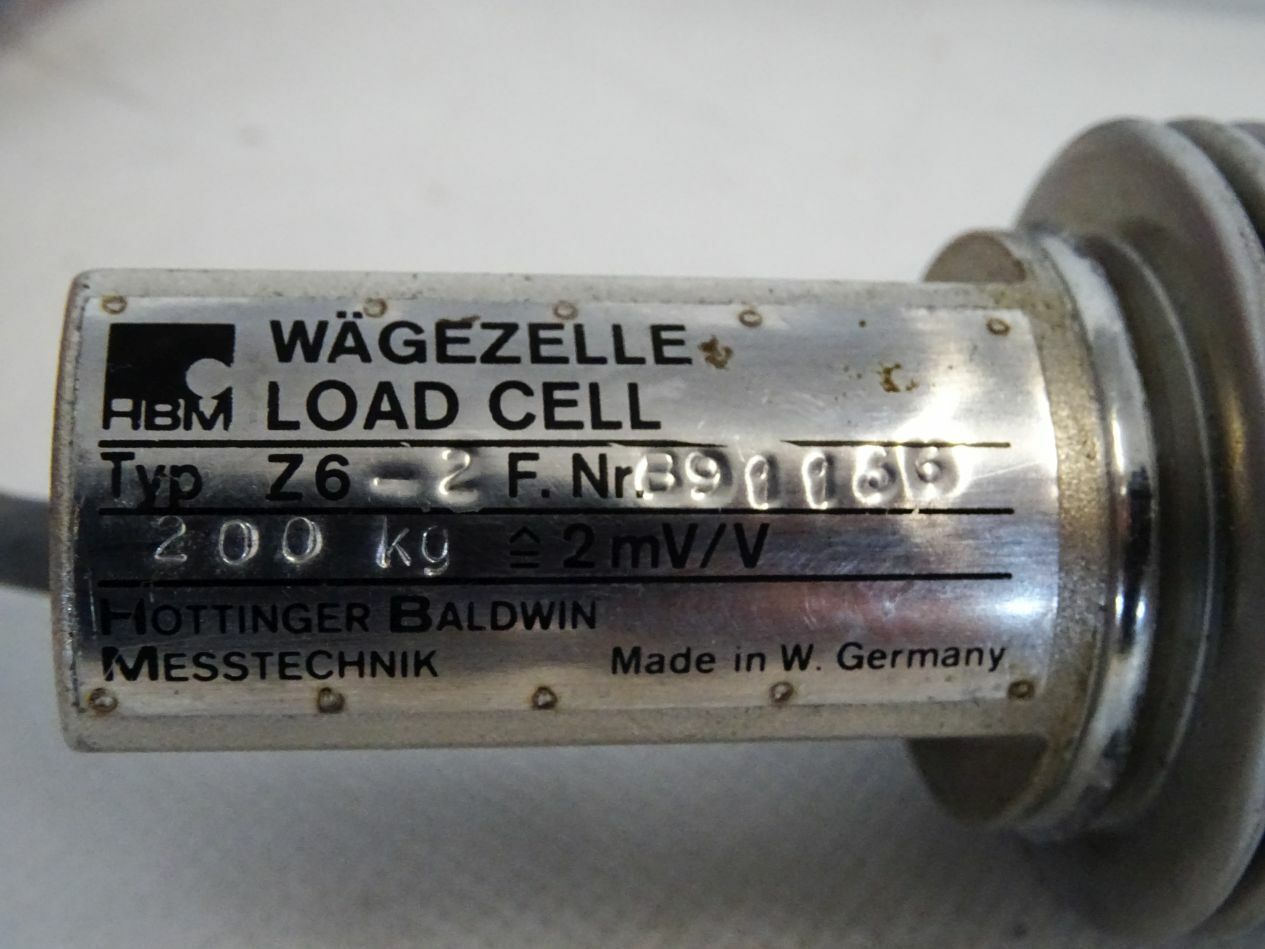 HBM
WÄGEZELLE
LOAD CELL
Typ Z6 - 2 F. Nr.
200 kg ≙ 2 mV/V
HOTTINGER BALDWIN
MESSTECHNIK
Made in W. Germany